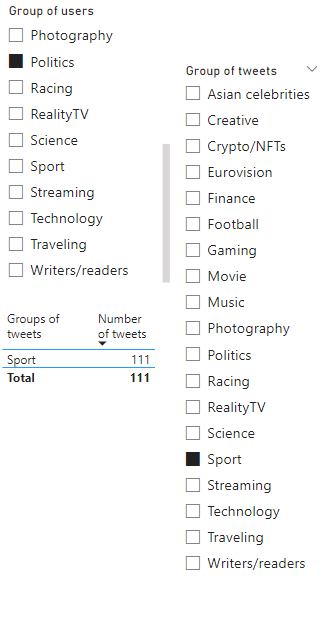 Group of users
Photography
Politics
Racing
RealityTV
Science
Sport
Streaming
Technology
Traveling
Writers/readers
Groups of tweets Number of tweets
Sport 111
Total 111
Group of tweets
Asian celebrities
Creative
Crypto/NFTs
Eurovision
Finance
Football
Gaming
Movie
Music
Photography
Politics
Racing
RealityTV
Science
Sport
Streaming
Technology
Traveling
Writers/readers